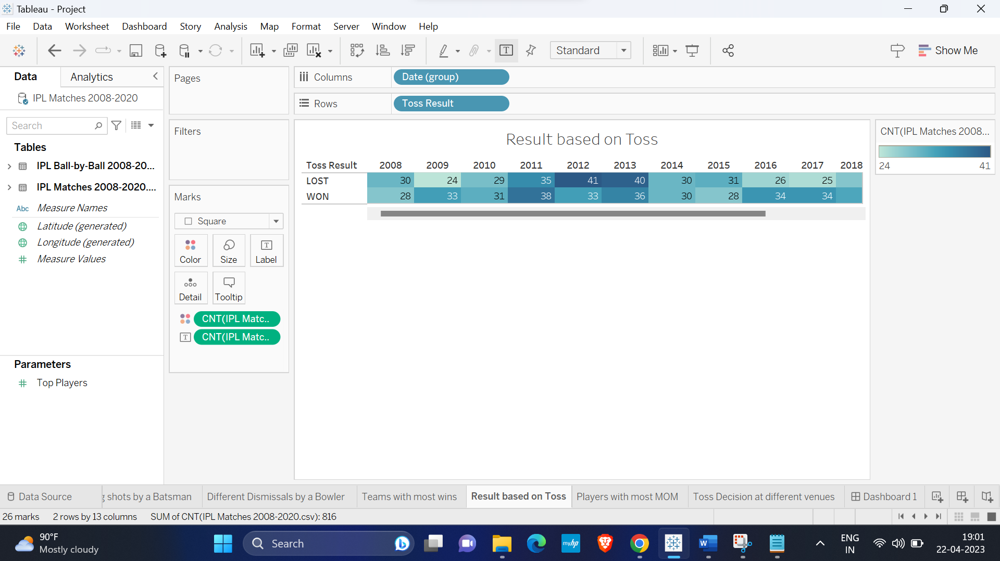 Tableau - Project
File Data Worksheet Dashboard Story Analysis Map Format Server Window Help
Standard
Show Me
Data Analytics
IPL Matches 2008-2020
Search
Tables
IPL Ball-by-Ball 2008-20...
IPL Matches 2008-2020....
Abc Measure Names
Latitude (generated)
Longitude (generated)
Measure Values
Parameters
Top Players
Pages
Filters
Marks
Square
Color Size T Label
Detail Tooltip
CNT(IPL Matc..
T CNT(IPL Matc..
Columns Date (group)
Rows Toss Result
Result based on Toss
Toss Result 2008 2009 2010 2011 2012 2013 2014 2015 2016 2017 2018
LOST 30 24 29 35 41 40 30 31 26 25
WON 28 33 31 38 33 36 30 28 34 34
CNT(IPL Matches 2008...
24 41
Data Source g shots by a Batsman Different Dismissals by a Bowler Teams with most wins Result based on Toss Players with most MOM Toss Decision at different venues Dashboard 1
26 marks 2 rows by 13 columns SUM of CNT(IPL Matches 2008-2020.csv): 816
90°F
Mostly cloudy
Search
myhp
W
ENG
IN
19:01
22-04-2023